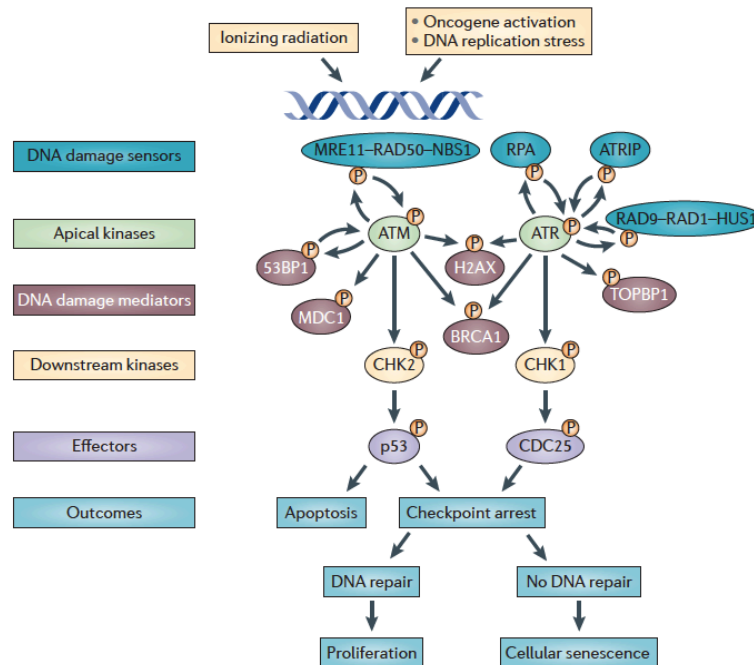 Ionizing radiation
• Oncogene activation
• DNA replication stress
DNA damage sensors
MRE11–RAD50–NBS1
RPA
ATRIP
P
P
P
RAD9–RAD1–HUS1
Apical kinases
ATM
P
ATR
P
P
53BP1
P
H2AX
P
DNA damage mediators
MDC1
P
TOPBP1
P
BRCA1
P
Downstream kinases
CHK2
P
CHK1
P
Effectors
p53
P
CDC25
P
Outcomes
Apoptosis
Checkpoint arrest
DNA repair
No DNA repair
Proliferation
Cellular senescence